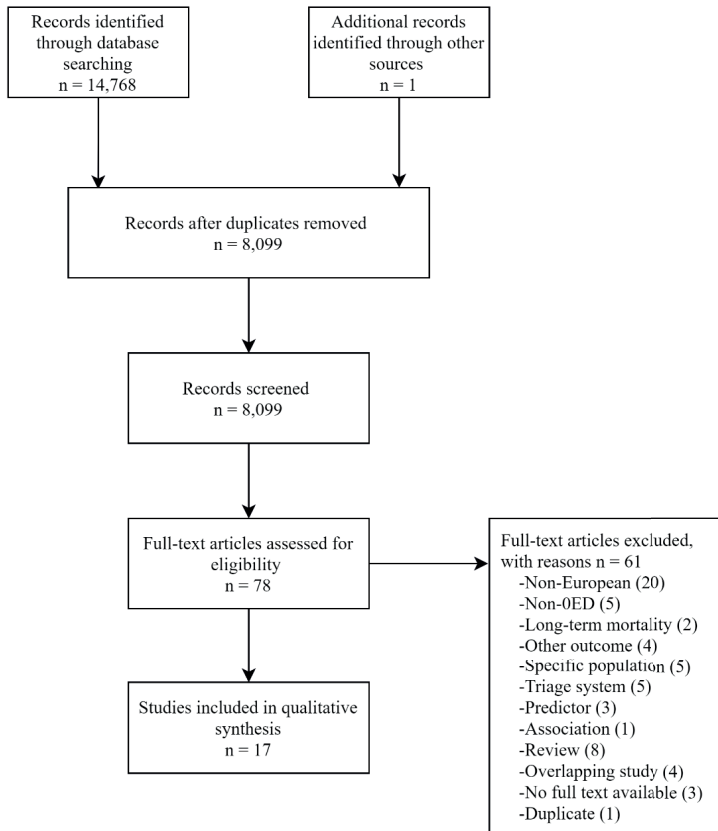 Records identified
through database
searching
n = 14,768
Additional records
identified through other
sources
n = 1
Records after duplicates removed
n = 8,099
Records screened
n = 8,099
Full-text articles assessed for
eligibility
n = 78
Full-text articles excluded,
with reasons n = 61
-Non-European (20)
-Non-0ED (5)
-Long-term mortality (2)
-Other outcome (4)
-Specific population (5)
-Triage system (5)
-Predictor (3)
-Association (1)
-Review (8)
-Overlapping study (4)
-No full text available (3)
-Duplicate (1)
Studies included in qualitative
synthesis
n = 17